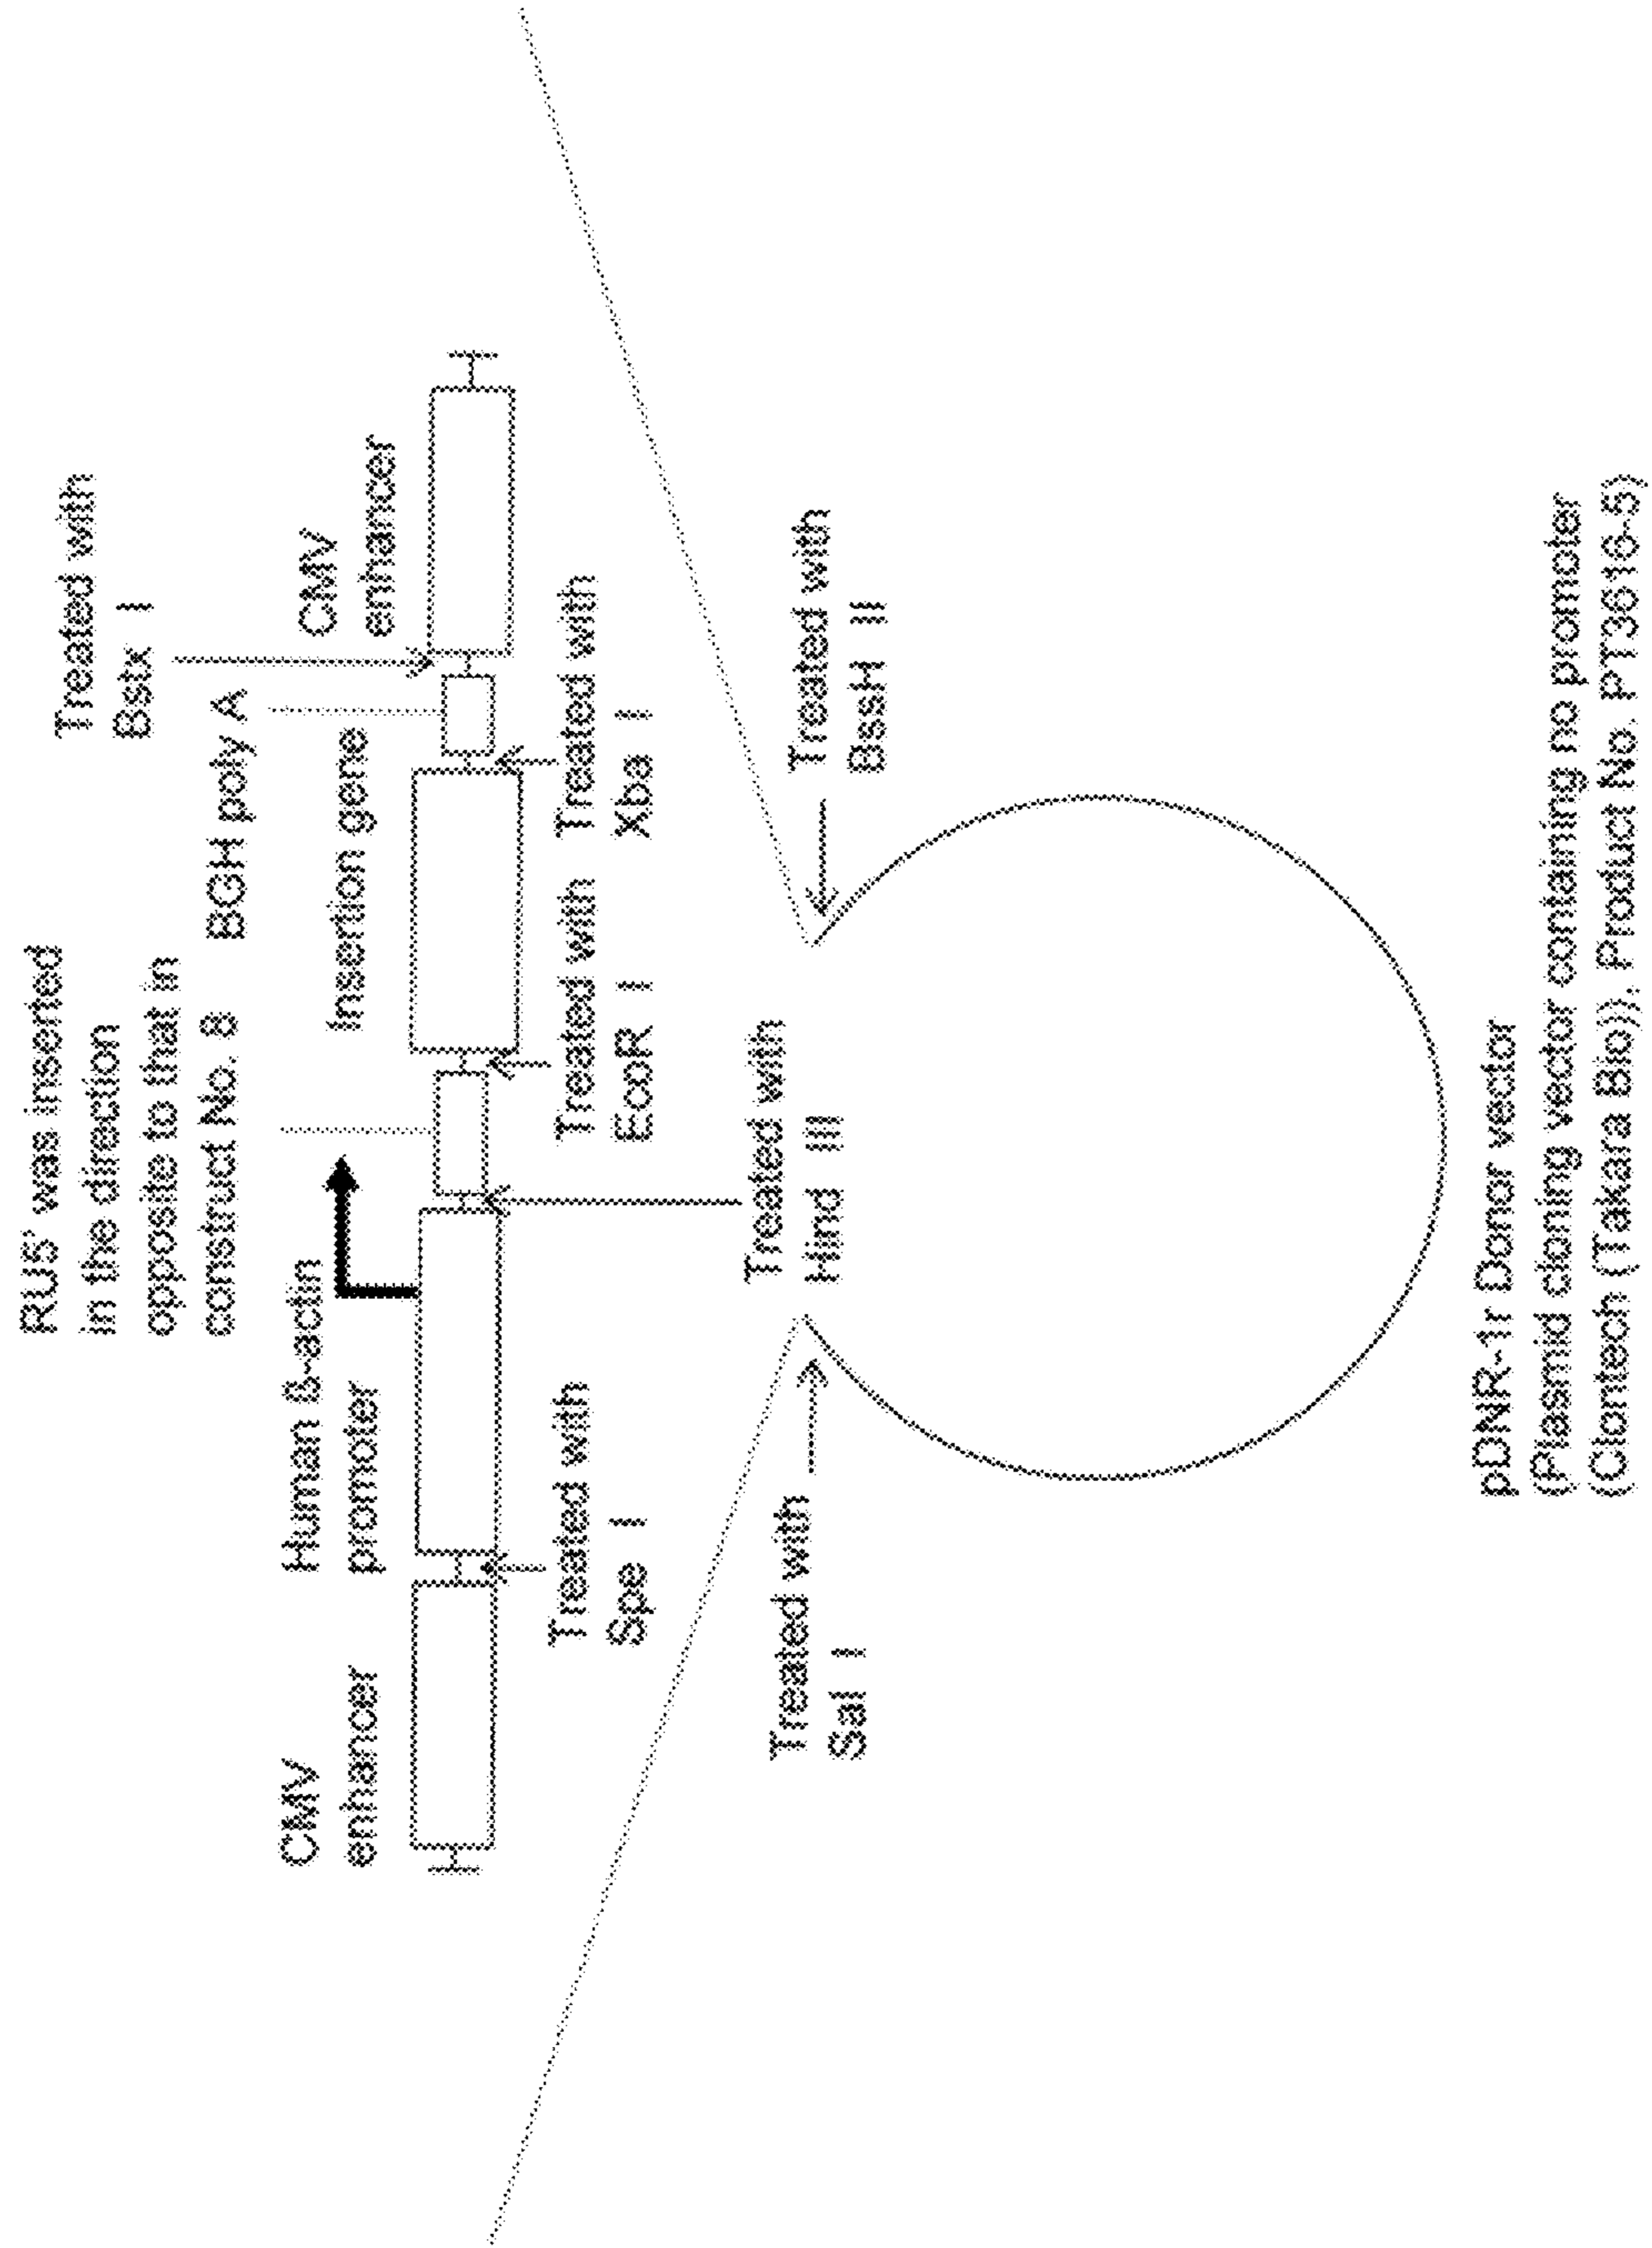 RU5' was inserted
in the direction
opposite to that in
construct No. 8
Treated with
Bstx I
BGH poly A
CMV
enhancer
Human ß-actin
promoter
Insertion gene
CMV
enhancer
Treated with
Spe I
Treated with
EcoR I
Treated with
Xba I
Treated with
Hind III
Treated with
Sal I
Treated with
BssH III
pDNR-1r Donor vector
(Plasmid cloning vector containing no promoter
(Clontech (Takara Bio)); Product No. PT3616-5)